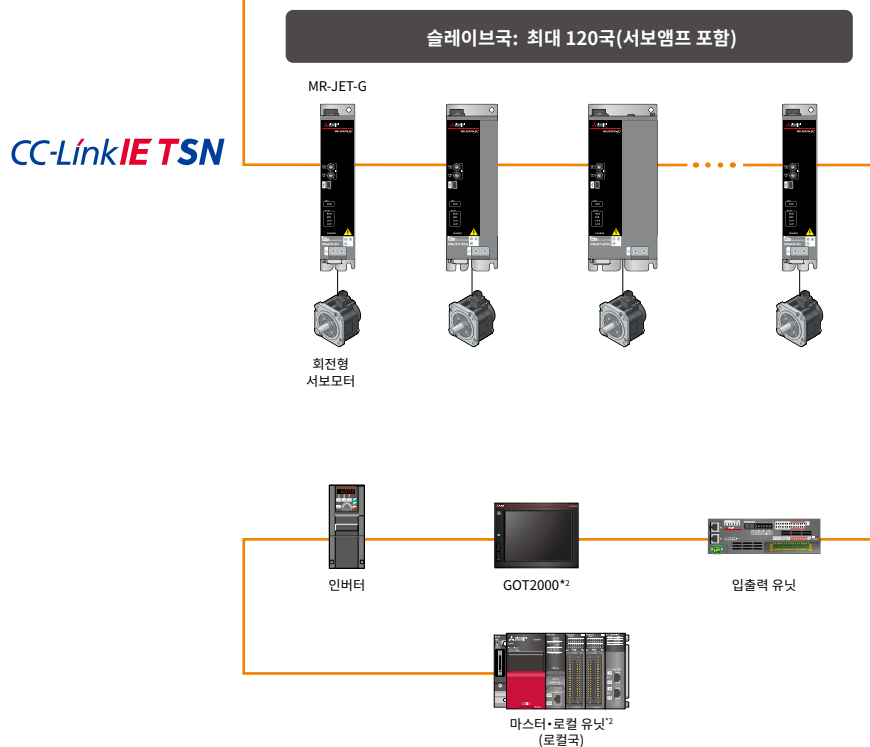 슬레이브국: 최대 120국(서보앰프 포함)
MR-JET-G
CC-Link IE TSN
회전형
서보모터
인버터
GOT2000*2
입출력 유닛
마스터•로컬 유닛*2
(로컬국)